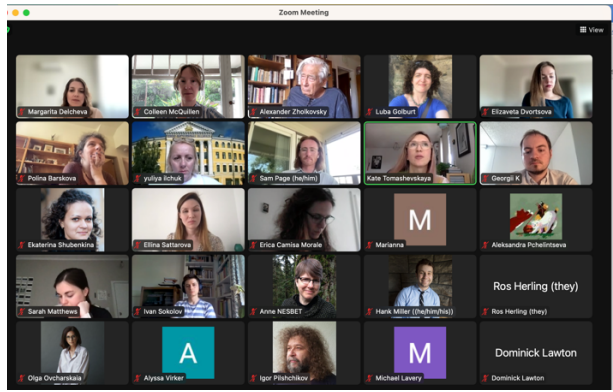 Zoom Meeting
View
Margarita Delcheva
Colleen McQuillen
Alexander Zholkovsky
Luba Golburt
Elizaveta Dvortsova
Polina Barskova
yuliya ilchuk
Sam Page (he/him)
Kate Tomashevskaya
Georgii K
Ekaterina Shubenkina
Ellina Sattarova
Erica Camisa Morale
M
Marianna
Aleksandra Pchelintseva
Sarah Matthews
Ivan Sokolov
Anne NESBET
Hank Miller ((he/him/his))
Ros Herling (they)
Ros Herling (they)
Olga Ovcharskaia
A
Alyssa Virker
Igor Pilshchikov
M
Michael Lavery
Dominick Lawton
Dominick Lawton